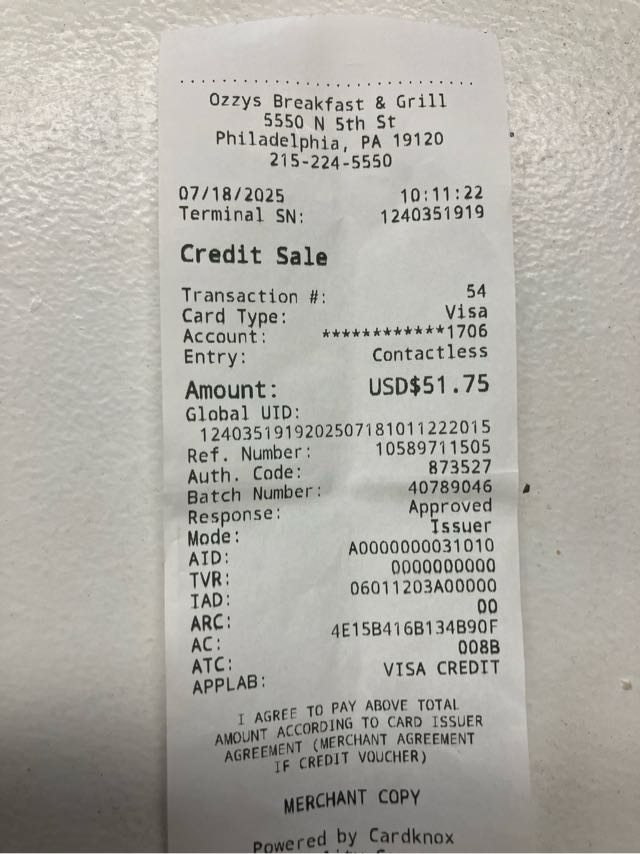 Ozzys Breakfast & Grill
5550 N 5th St
Philadelphia, PA 19120
215-224-5550
07/18/2025 10:11:22
Terminal SN: 1240351919
Credit Sale
Transaction #: 54
Card Type: Visa
Account: ************1706
Entry: Contactless
Amount: USD$51.75
Global UID:
1240351919202507181011222015
Ref. Number: 10589711505
Auth. Code: 873527
Batch Number: 40789046
Response: Approved
Mode: Issuer
AID: A0000000031010
TVR: 0000000000
IAD: 06011203A00000
ARC: 00
AC: 4E15B416B134B90F
ATC: 008B
APPLAB: VISA CREDIT
I AGREE TO PAY ABOVE TOTAL
AMOUNT ACCORDING TO CARD ISSUER
AGREEMENT (MERCHANT AGREEMENT
IF CREDIT VOUCHER)
MERCHANT COPY
Powered by Cardknox